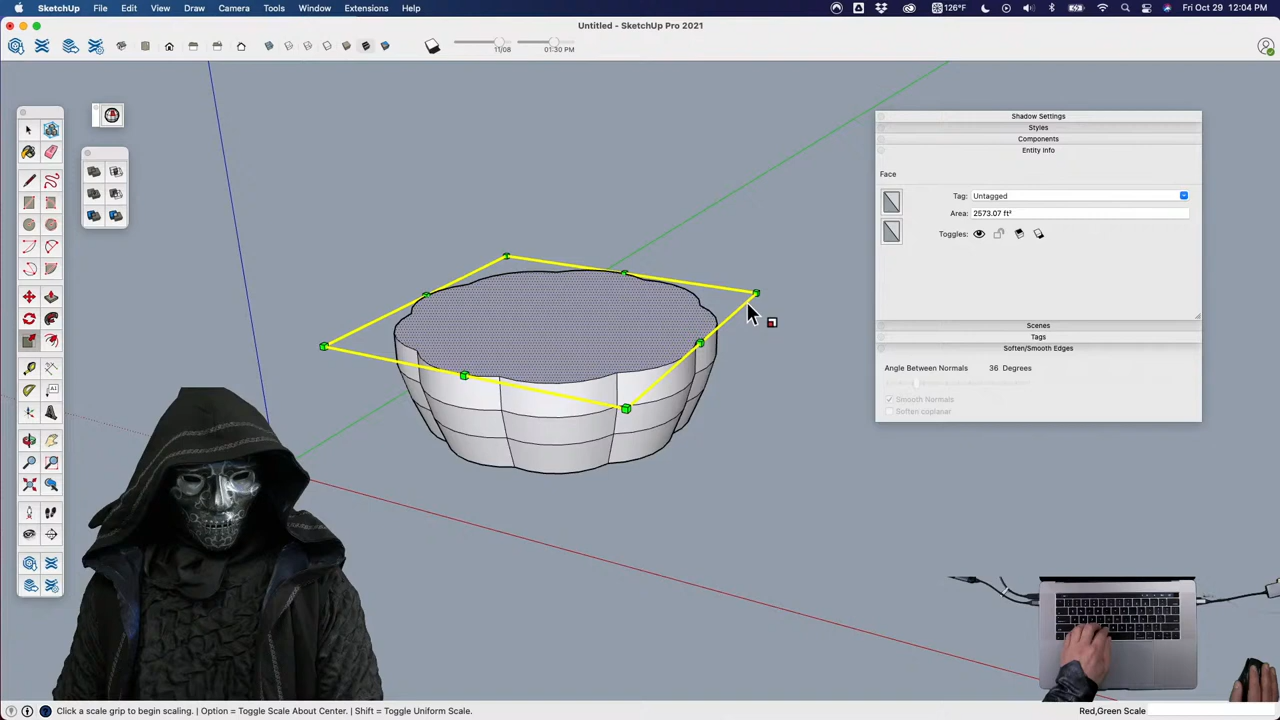 SketchUp File Edit View Camera Draw Tools Window Extensions Help 126°F Fri Oct 29 12:04 PM
Untitled - SketchUp Pro 2021
11/08 01:30 PM
Shadow Settings
Styles
Components
Entity Info
Face
Tag: Untagged
Area: 2573.07 ft²
Toggles:
Scenes
Tags
Soften/Smooth Edges
Angle Between Normals 36 Degrees
Smooth Normals
Soften coplanar
Click a scale grip to begin scaling. | Option = Toggle Scale About Center. | Shift = Toggle Uniform Scale. Red,Green Scale